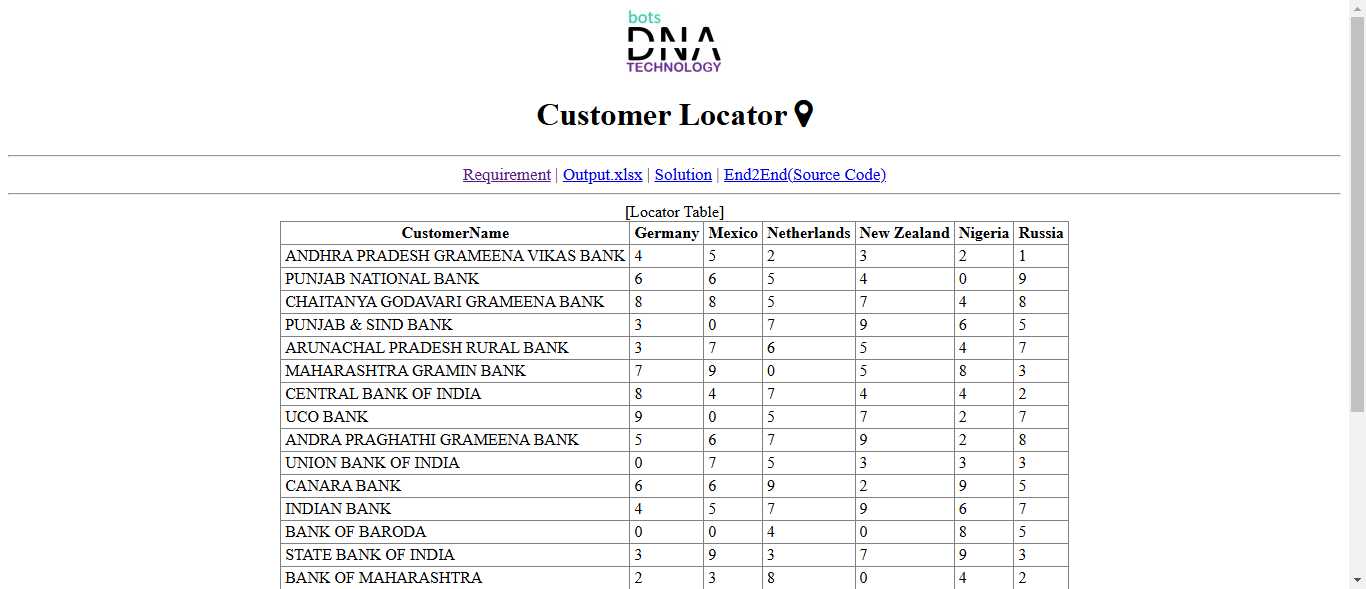 bots
DNA
TECHNOLOGY
Customer Locator
Requirement | Output.xlsx | Solution | End2End(Source Code)
[Locator Table]
CustomerName Germany Mexico Netherlands New Zealand Nigeria Russia
ANDHRA PRADESH GRAMEENA VIKAS BANK 4 5 2 3 2 1
PUNJAB NATIONAL BANK 6 6 5 4 0 9
CHAITANYA GODAVARI GRAMEENA BANK 8 8 5 7 4 8
PUNJAB & SIND BANK 3 0 7 9 6 5
ARUNACHAL PRADESH RURAL BANK 3 7 6 5 4 7
MAHARASHTRA GRAMIN BANK 7 9 0 5 8 3
CENTRAL BANK OF INDIA 8 4 7 4 4 2
UCO BANK 9 0 5 7 2 7
ANDRA PRAGHATHI GRAMEENA BANK 5 6 7 9 2 8
UNION BANK OF INDIA 0 7 5 3 3 3
CANARA BANK 6 6 9 2 9 5
INDIAN BANK 4 5 7 9 6 7
BANK OF BARODA 0 0 4 0 8 5
STATE BANK OF INDIA 3 9 3 7 9 3
BANK OF MAHARASHTRA 2 3 8 0 4 2